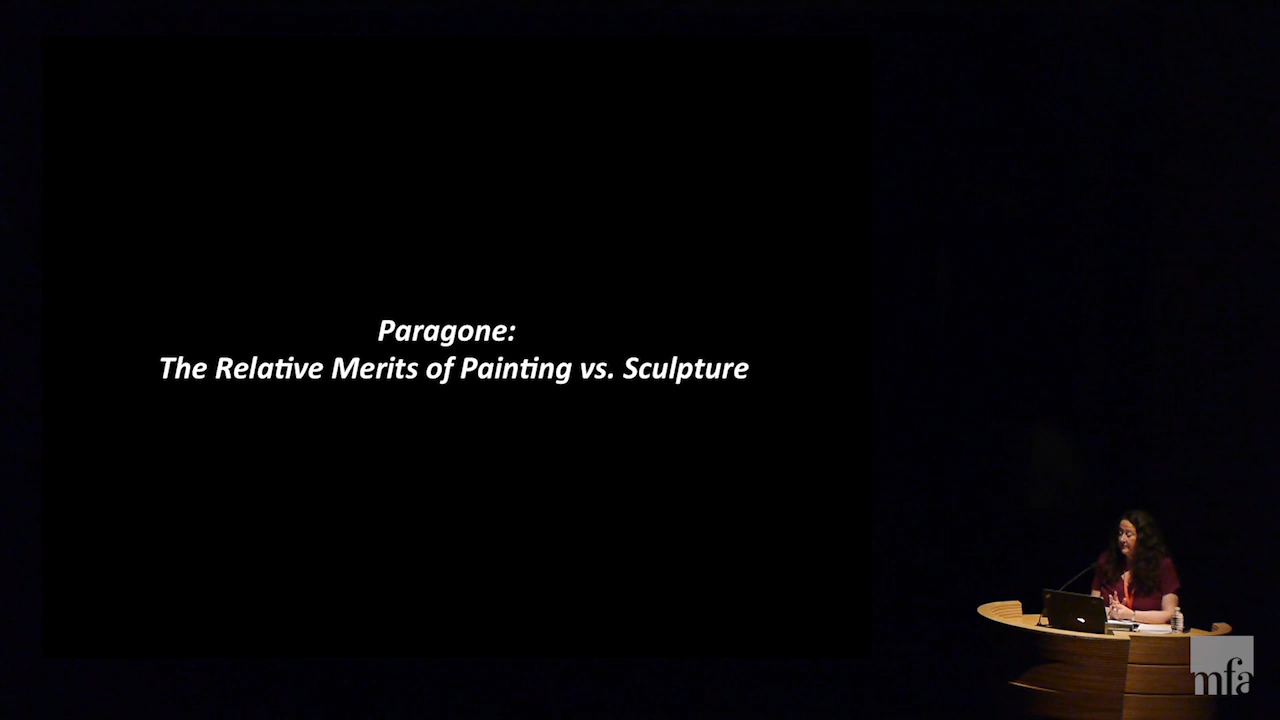 Paragone:
The Relative Merits of Painting vs. Sculpture
mfa